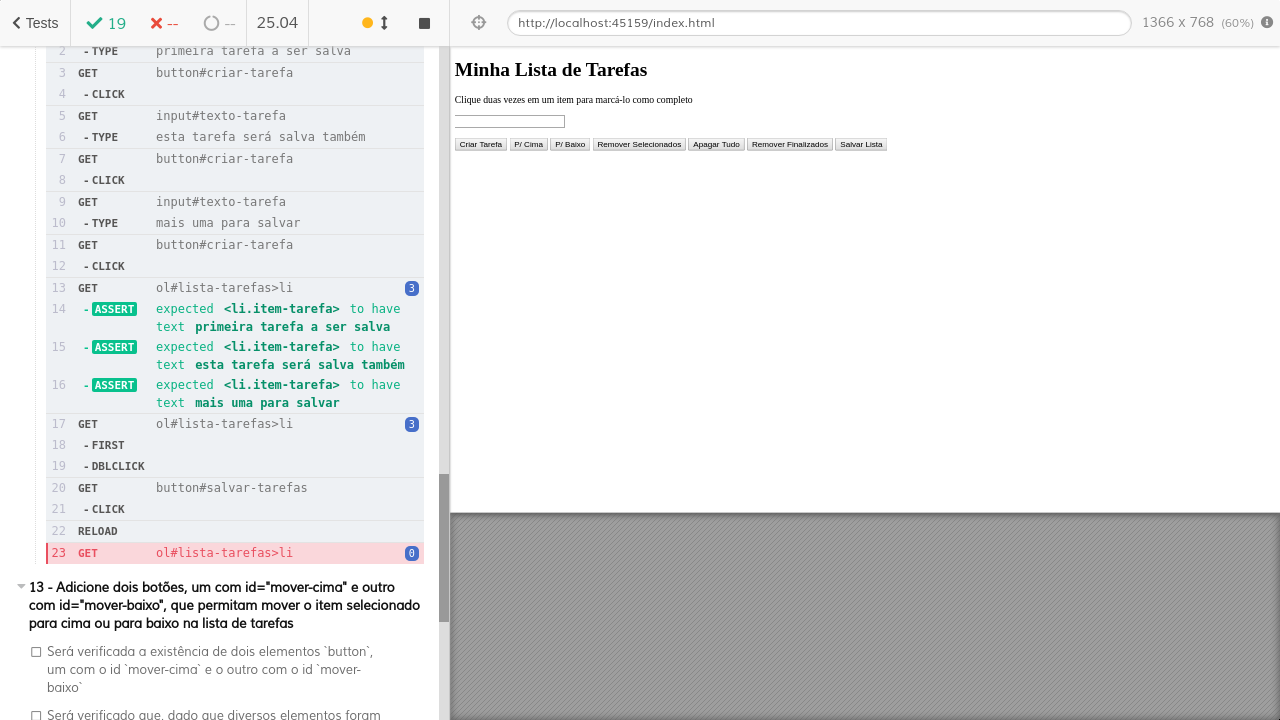 Tests
19
--
--
25.04
http://localhost:45159/index.html
1366 x 768 (60%)
2 - TYPE primeira tarefa a ser salva
3 GET button#criar-tarefa
4 - CLICK
5 GET input#texto-tarefa
6 - TYPE esta tarefa será salva também
7 GET button#criar-tarefa
8 - CLICK
9 GET input#texto-tarefa
10 - TYPE mais uma para salvar
11 GET button#criar-tarefa
12 - CLICK
13 GET ol#lista-tarefas>li 3
14 - ASSERT expected <li.item-tarefa> to have
text primeira tarefa a ser salva
15 - ASSERT expected <li.item-tarefa> to have
text esta tarefa será salva também
16 - ASSERT expected <li.item-tarefa> to have
text mais uma para salvar
17 GET ol#lista-tarefas>li 3
18 - FIRST
19 - DBLCLICK
20 GET button#salvar-tarefas
21 - CLICK
22 RELOAD
23 GET ol#lista-tarefas>li 0
13 - Adicione dois botões, um com id="mover-cima" e outro
com id="mover-baixo", que permitam mover o item selecionado
para cima ou para baixo na lista de tarefas
Será verificada a existência de dois elementos `button`,
um com o id `mover-cima` e o outro com o id `mover-
baixo`
Será verificado que, dado que diversos elementos foram
Minha Lista de Tarefas
Clique duas vezes em um item para marcá-lo como completo
Criar Tarefa P/ Cima P/ Baixo Remover Selecionados Apagar Tudo Remover Finalizados Salvar Lista